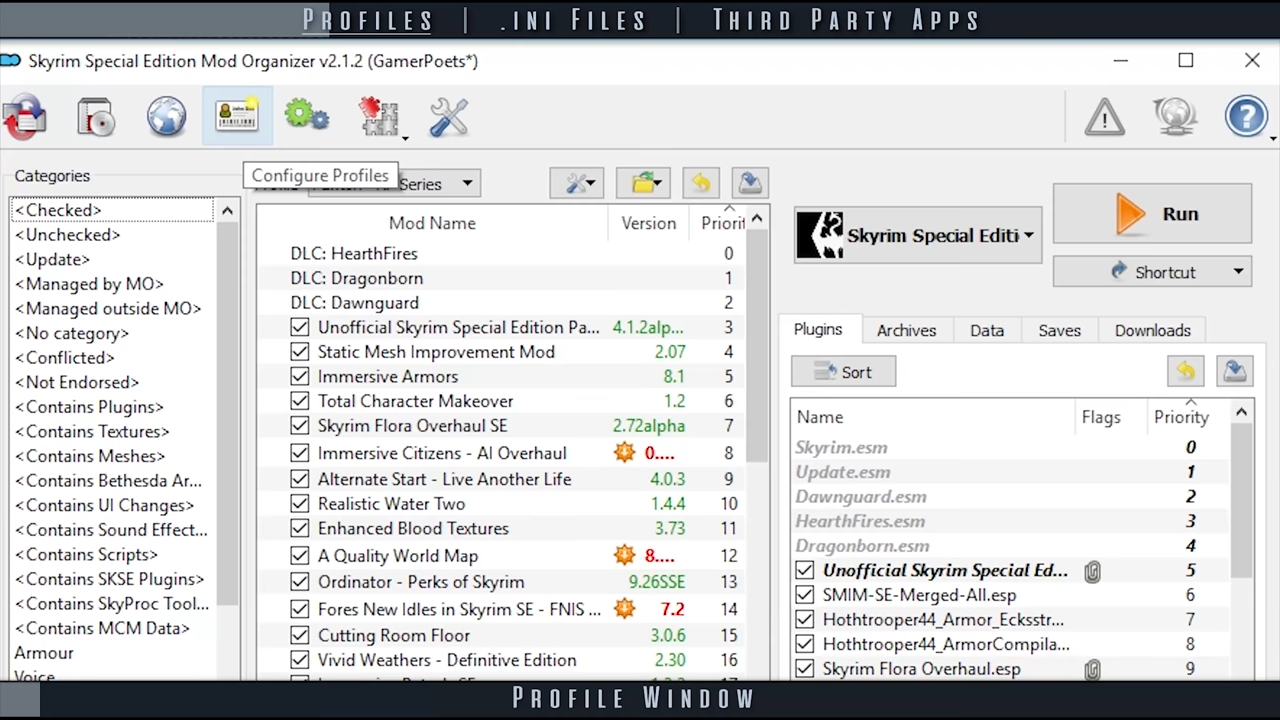 Profiles | .ini Files | Third Party Apps
Skyrim Special Edition Mod Organizer v2.1.2 (GamerPoets*)
Categories
Configure Profiles
Series
<Checked>
<Unchecked>
<Update>
<Managed by MO>
<Managed outside MO>
<No category>
<Conflicted>
<Not Endorsed>
<Contains Plugins>
<Contains Textures>
<Contains Meshes>
<Contains Bethesda Ar...
<Contains UI Changes>
<Contains Sound Effect...
<Contains Scripts>
<Contains SKSE Plugins>
<Contains SkyProc Tool...
<Contains MCM Data>
Armour
Voice
Mod Name Version Priorit
DLC: HearthFires 0
DLC: Dragonborn 1
DLC: Dawnguard 2
Unofficial Skyrim Special Edition Pa... 4.1.2alp... 3
Static Mesh Improvement Mod 2.07 4
Immersive Armors 8.1 5
Total Character Makeover 1.2 6
Skyrim Flora Overhaul SE 2.72alpha 7
Immersive Citizens - AI Overhaul 0.... 8
Alternate Start - Live Another Life 4.0.3 9
Realistic Water Two 1.4.4 10
Enhanced Blood Textures 3.73 11
A Quality World Map 8.... 12
Ordinator - Perks of Skyrim 9.26SSE 13
Fores New Idles in Skyrim SE - FNIS ... 7.2 14
Cutting Room Floor 3.0.6 15
Vivid Weathers - Definitive Edition 2.30 16
Skyrim Special Editi
Run
Shortcut
Plugins Archives Data Saves Downloads
Sort
Name Flags Priority
Skyrim.esm 0
Update.esm 1
Dawnguard.esm 2
HearthFires.esm 3
Dragonborn.esm 4
Unofficial Skyrim Special Ed... 5
SMIM-SE-Merged-All.esp 6
Hothtrooper44_Armor_Ecksstr... 7
Hothtrooper44_ArmorCompila... 8
Skyrim Flora Overhaul.esp 9
Profile Window